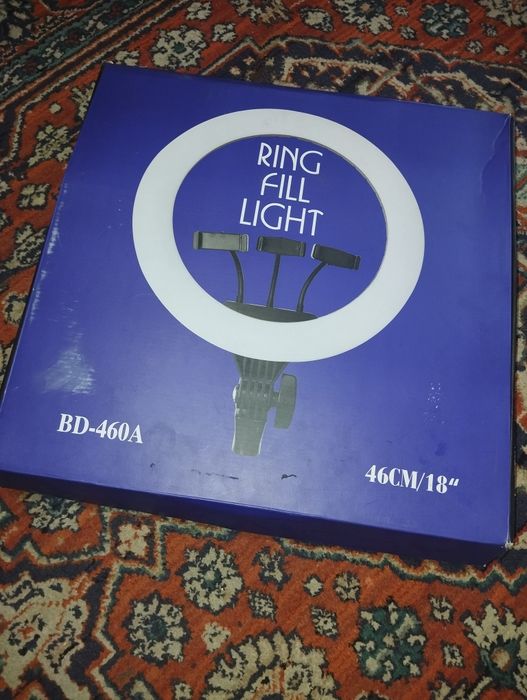 RING
FILL
LIGHT
BD-460A
46CM/18"